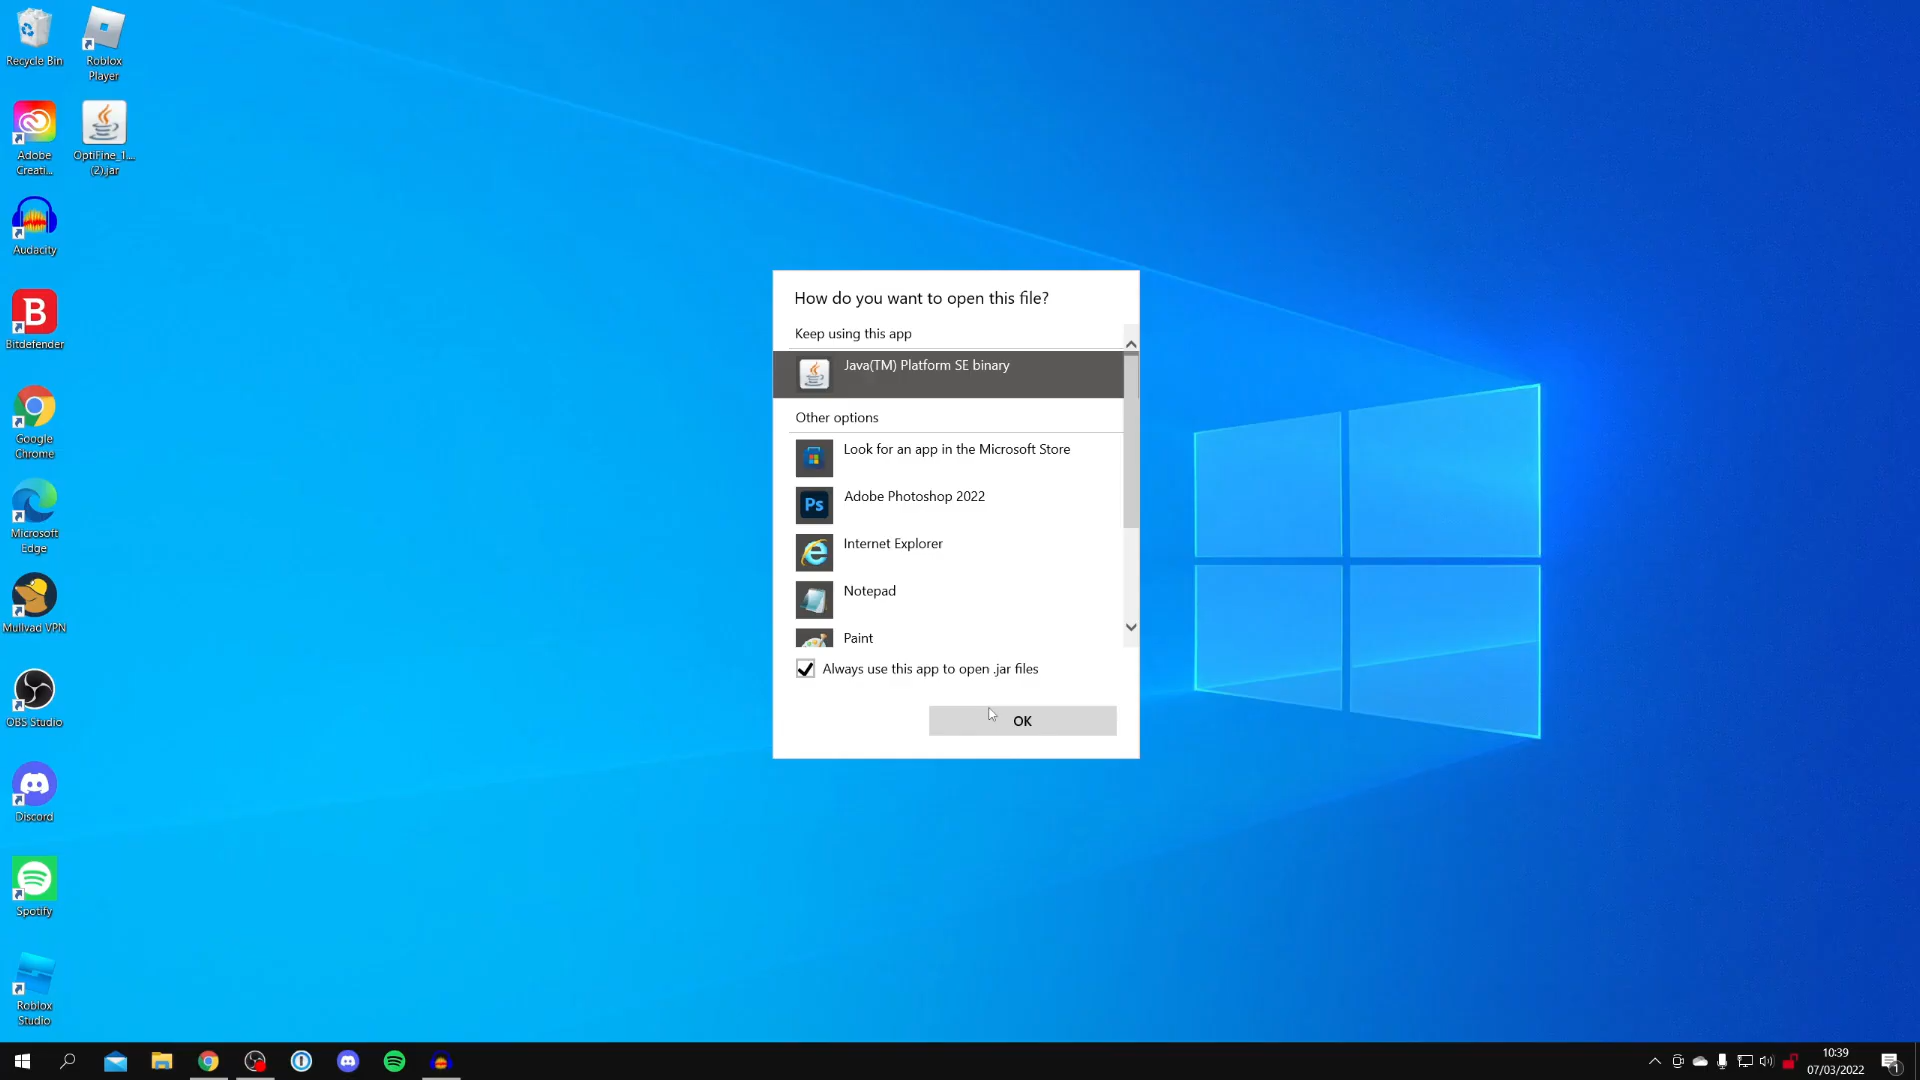 Recycle Bin
Roblox
Player
Adobe
Creati...
OptiFine_1....
(2).jar
Audacity
B
Bitdefender
Google
Chrome
Microsoft
Edge
Mullvad VPN
OBS Studio
Discord
Spotify
Roblox
Studio
How do you want to open this file?
Keep using this app
Java(TM) Platform SE binary
Other options
Look for an app in the Microsoft Store
Ps
Adobe Photoshop 2022
Internet Explorer
Notepad
Paint
Always use this app to open .jar files
OK
10:39
07/03/2022
1